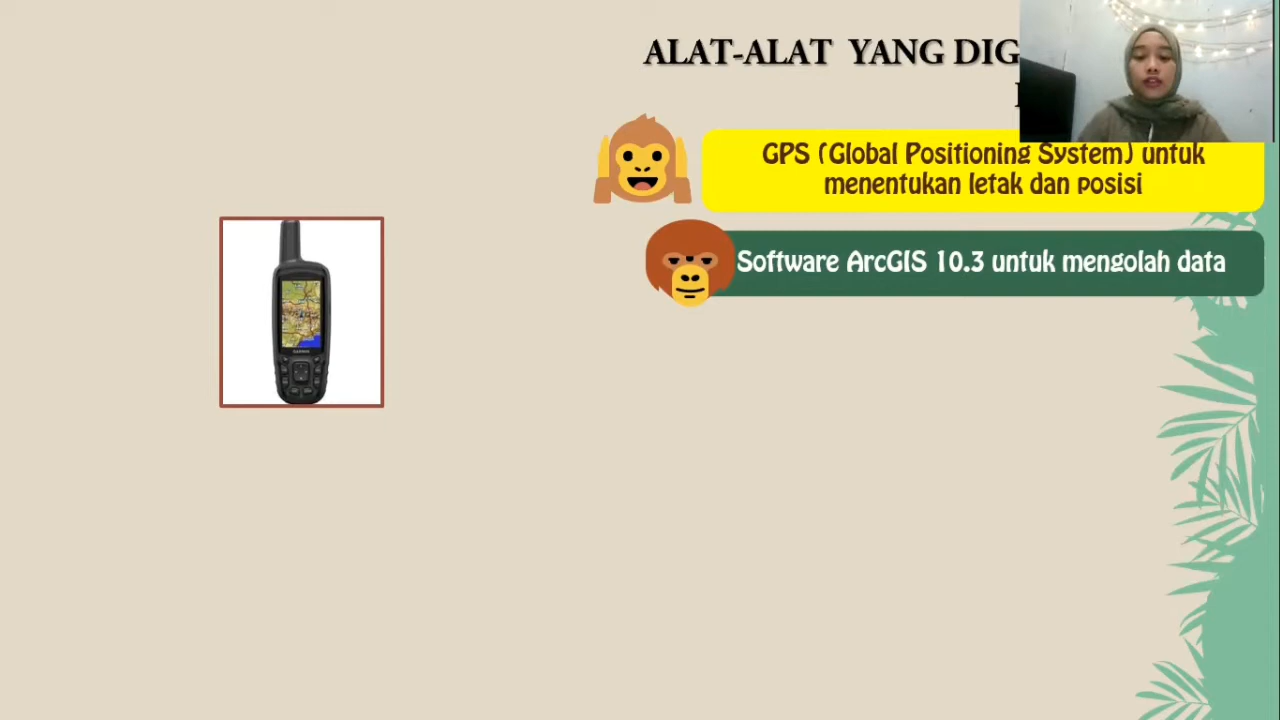 ALAT-ALAT YANG
GPS (Global Positioning System) untuk
menentukan letak dan posisi
Software ArcGIS 10.3 untuk mengolah data
GARMIN